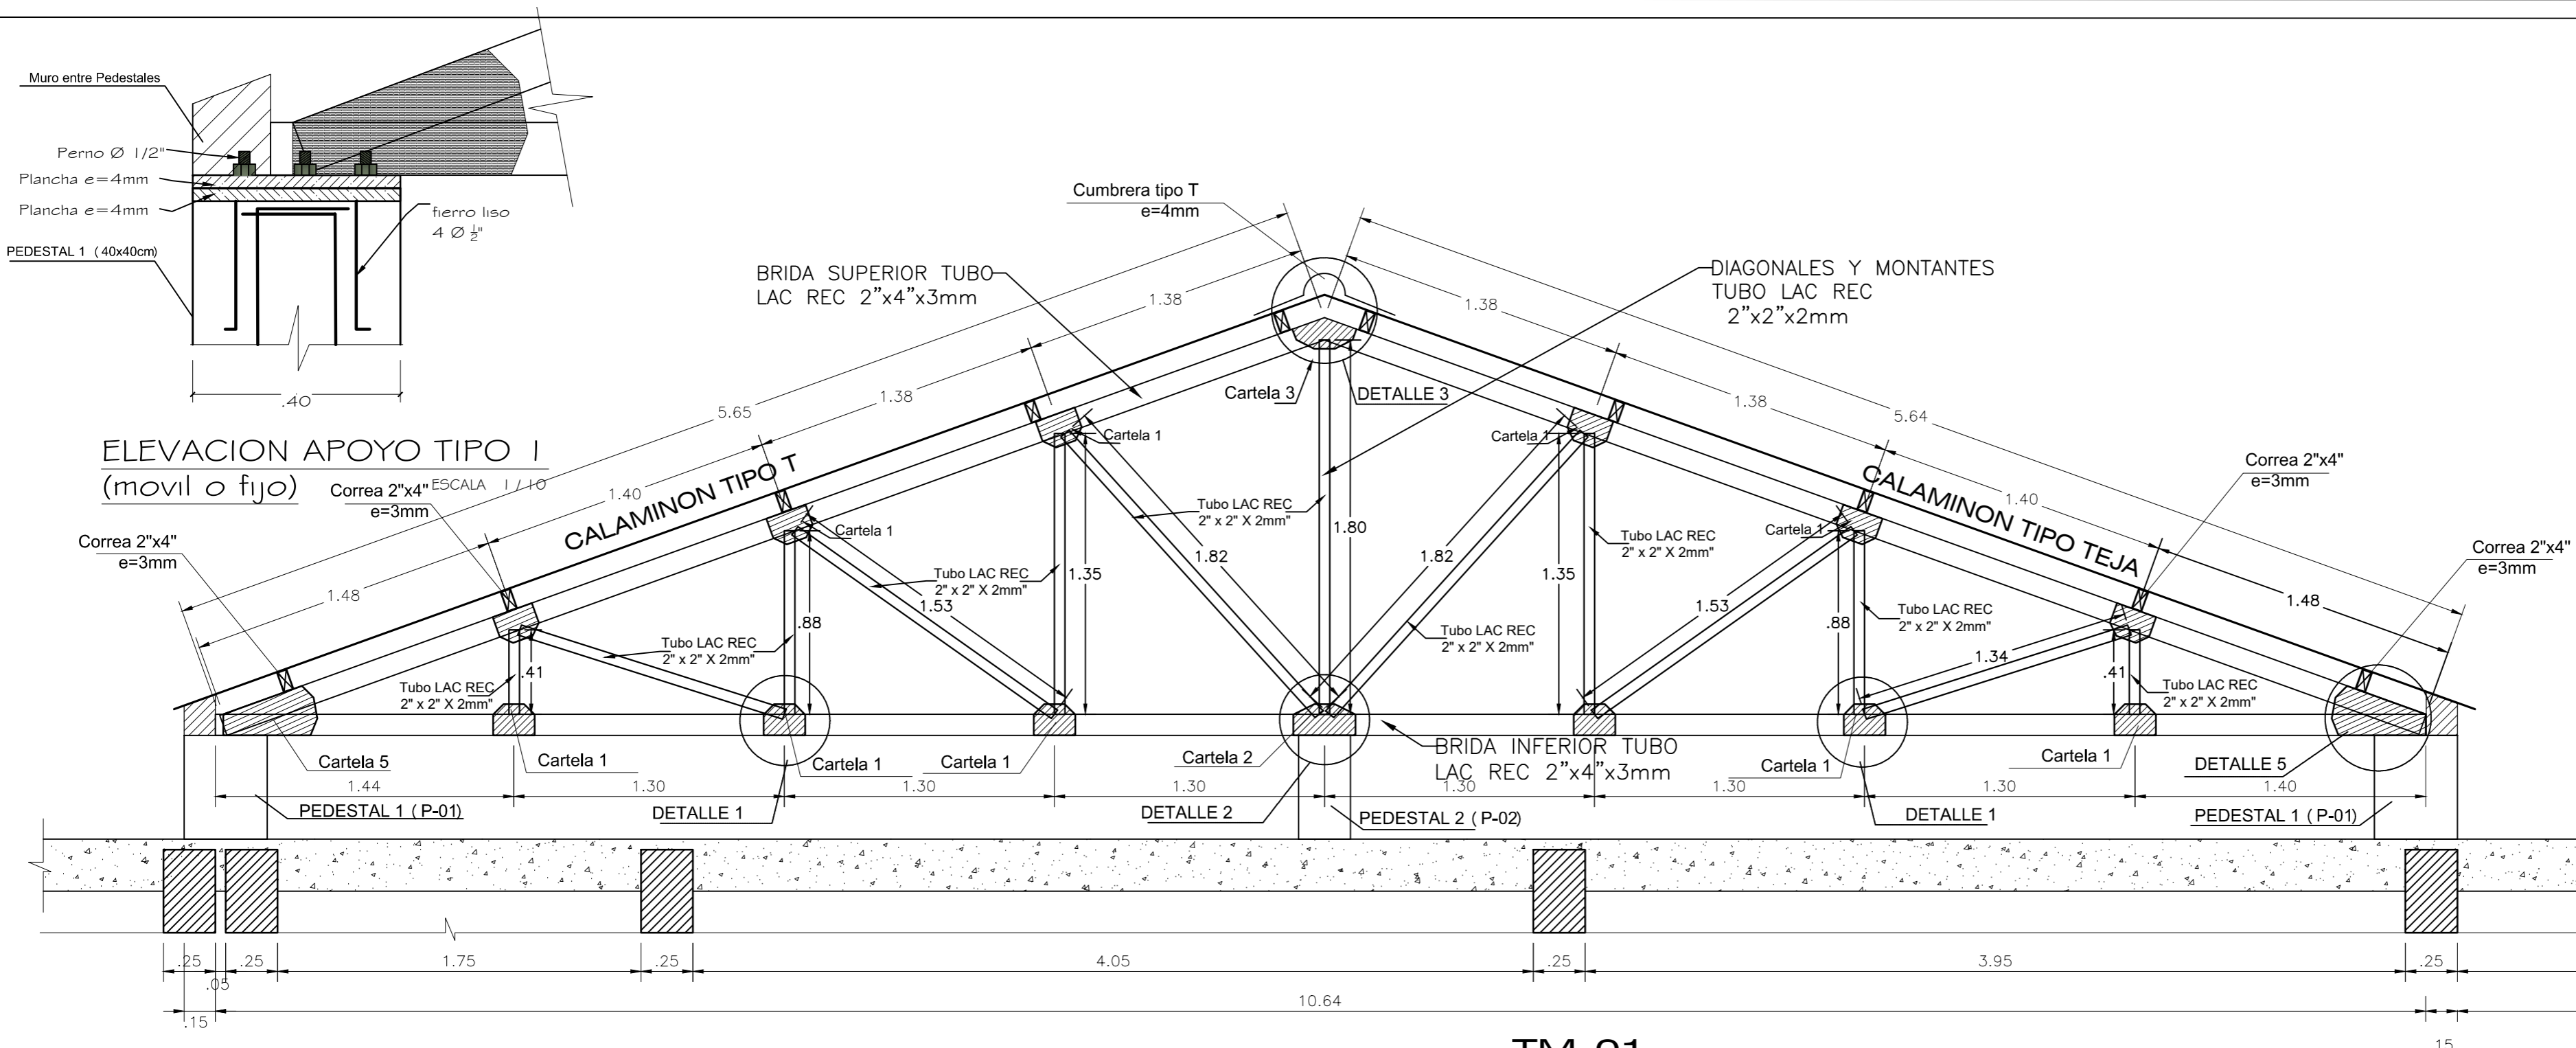 Muro entre Pedestales
Perno Ø 1/2"
Plancha e=4mm
Plancha e=4mm
PEDESTAL 1 ( 40x40cm)
fierro liso
4 Ø ½"
.40
ELEVACION APOYO TIPO 1
(movil o fijo)
ESCALA 1/10
Cumbrera tipo T
e=4mm
BRIDA SUPERIOR TUBO
LAC REC 2"x4"x3mm
DIAGONALES Y MONTANTES
TUBO LAC REC
2"x2"x2mm
5.65
1.38
1.38
1.40
1.48
1.38
1.38
5.64
1.40
1.48
CALAMINON TIPO T
CALAMINON TIPO TEJA
Correa 2"x4"
e=3mm
Correa 2"x4"
e=3mm
Correa 2"x4"
e=3mm
Correa 2"x4"
e=3mm
Cartela 3
DETALLE 3
Cartela 1
Cartela 1
Cartela 1
Cartela 1
Tubo LAC REC
2" x 2" X 2mm"
Tubo LAC REC
2" x 2" X 2mm"
Tubo LAC REC
2" x 2" X 2mm"
Tubo LAC REC
2" x 2" X 2mm"
Tubo LAC REC
2" x 2" X 2mm"
Tubo LAC REC
2" x 2" X 2mm"
Tubo LAC REC
2" x 2" X 2mm"
Tubo LAC REC
2" x 2" X 2mm"
.41
.88
1.53
1.35
1.82
1.80
1.82
1.35
1.53
.88
1.34
.41
Cartela 5
Cartela 1
Cartela 1
Cartela 1
Cartela 2
BRIDA INFERIOR TUBO
LAC REC 2"x4"x3mm
Cartela 1
Cartela 1
DETALLE 5
1.44
1.30
1.30
1.30
1.30
1.30
1.30
1.40
PEDESTAL 1 ( P-01)
DETALLE 1
DETALLE 2
PEDESTAL 2 ( P-02)
DETALLE 1
PEDESTAL 1 ( P-01)
.25
.25
1.75
.25
4.05
.25
3.95
.25
.05
10.64
.15
.15